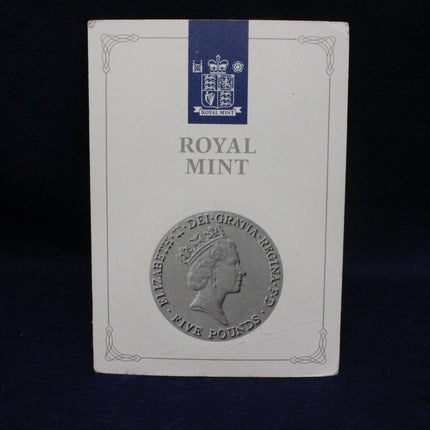 ROYAL MINT
ROYAL
MINT
ELIZABETH·II·DEI·GRATIA·REGINA·F·D·
FIVE POUNDS